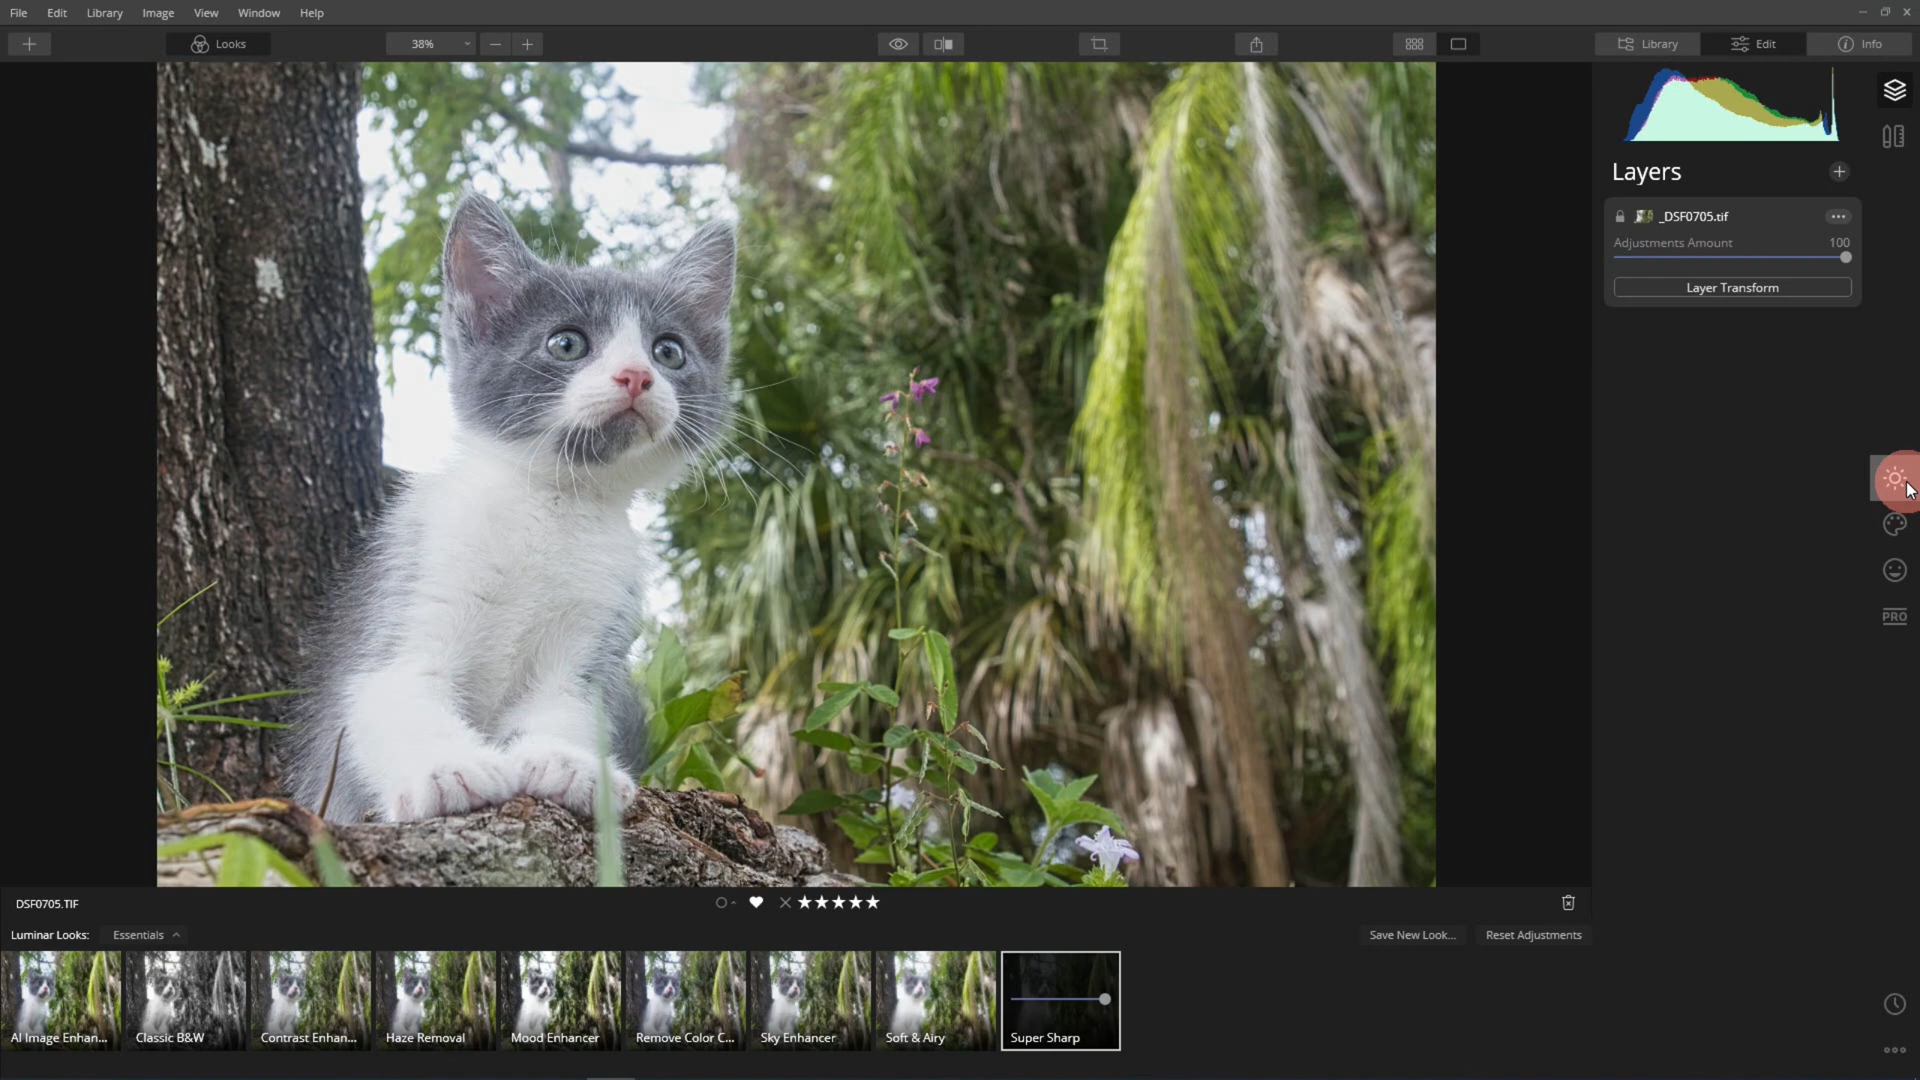 File Edit Library Image View Window Help
Looks 38% Library Edit Info
Layers
_DSF0705.tif
Adjustments Amount 100
Layer Transform
PRO
DSF0705.TIF
Luminar Looks: Essentials Save New Look... Reset Adjustments
AI Image Enhan... Classic B&W Contrast Enhan... Haze Removal Mood Enhancer Remove Color C... Sky Enhancer Soft & Airy Super Sharp